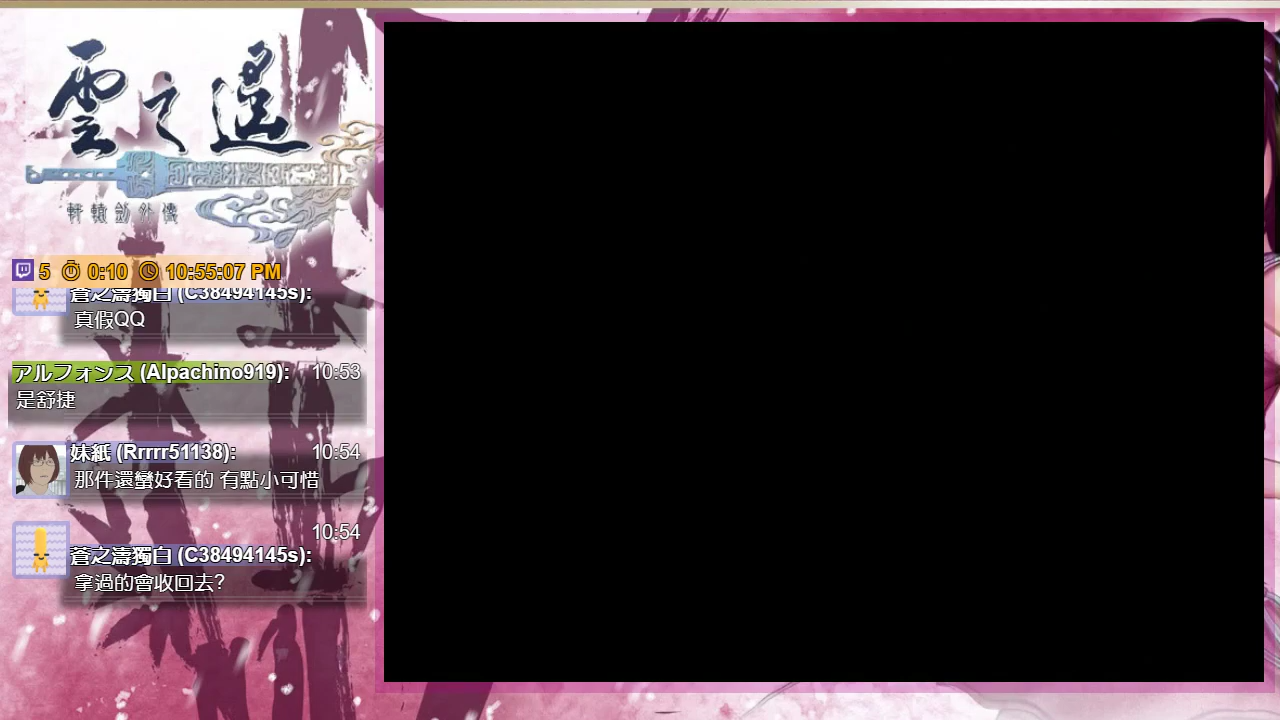 雲之遙
軒轅劍外傳
5 0:10 10:55:07 PM
蒼之濤獨白 (C38494145s):
真假QQ
アルフォンス (Alpachino919): 10:53
是舒捷
妹紙 (Rrrrr51138): 10:54
那件還蠻好看的 有點小可惜
10:54
蒼之濤獨白 (C38494145s):
拿過的會收回去?